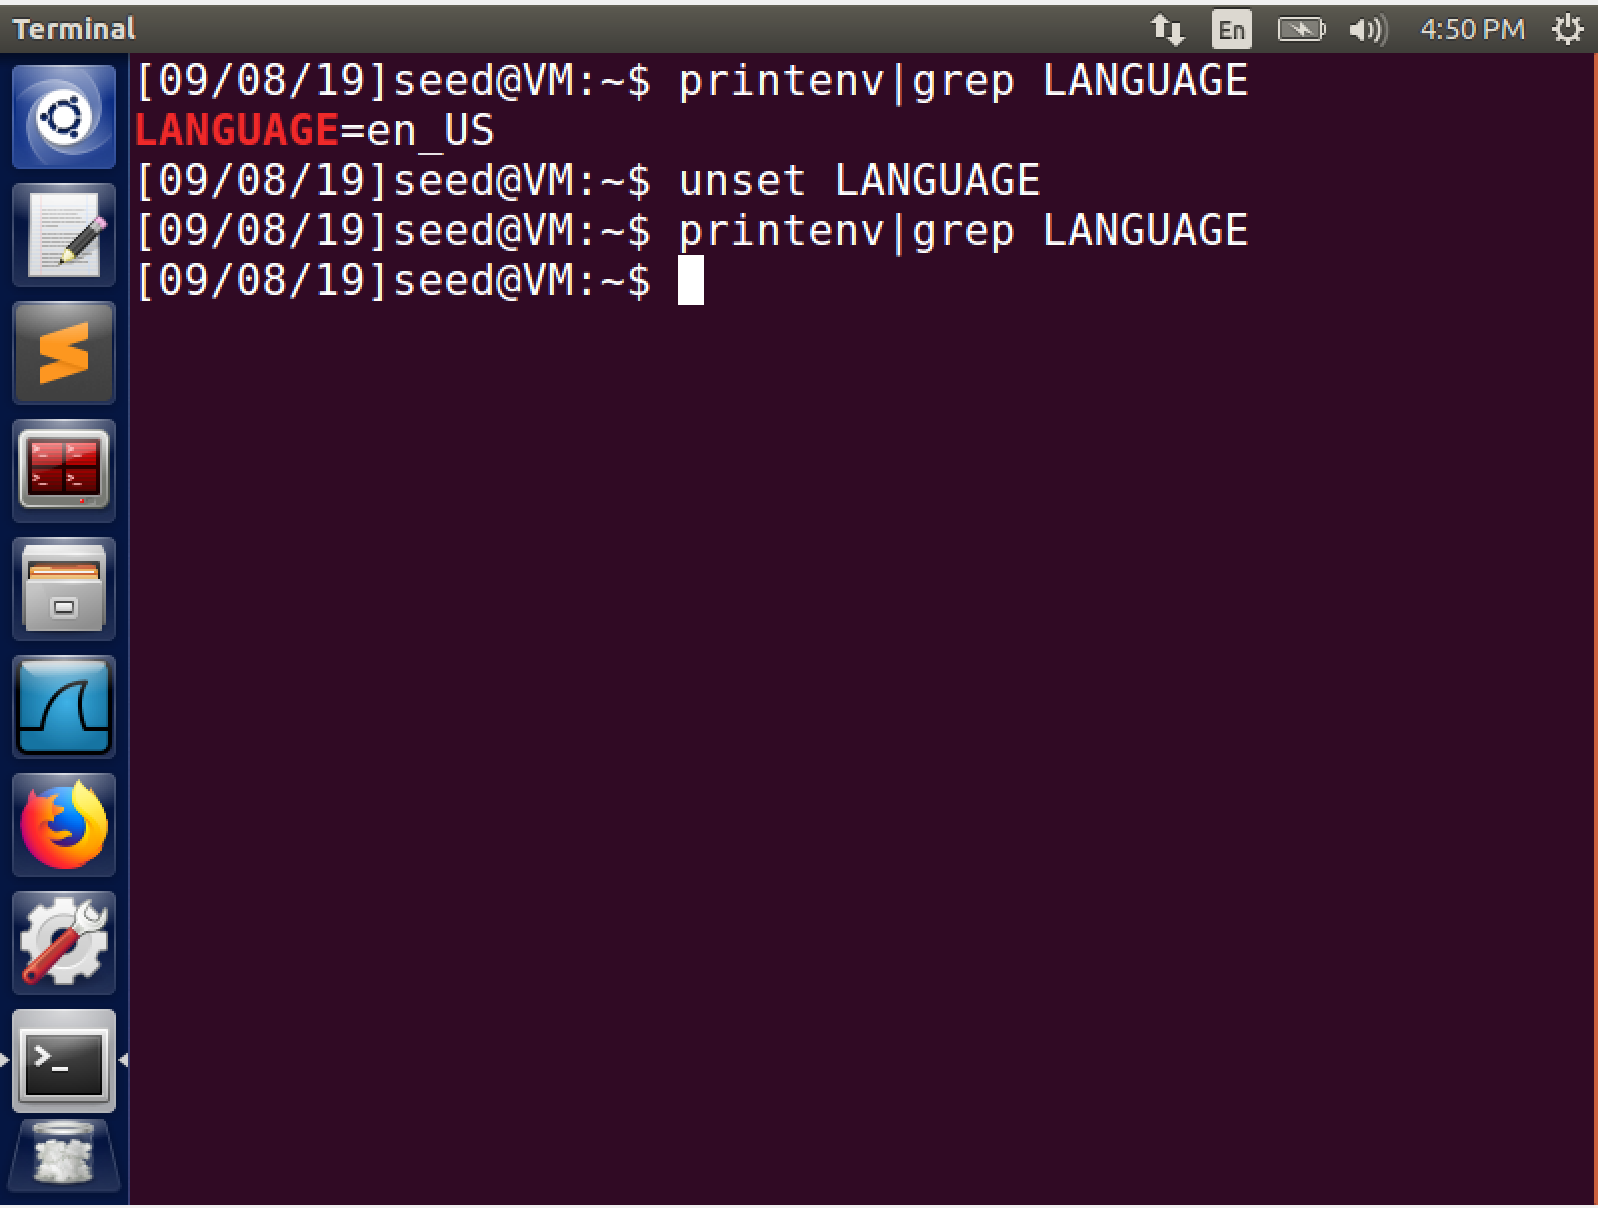 Terminal
En
4:50 PM
[09/08/19]seed@VM:~$ printenv|grep LANGUAGE
LANGUAGE=en_US
[09/08/19]seed@VM:~$ unset LANGUAGE
[09/08/19]seed@VM:~$ printenv|grep LANGUAGE
[09/08/19]seed@VM:~$